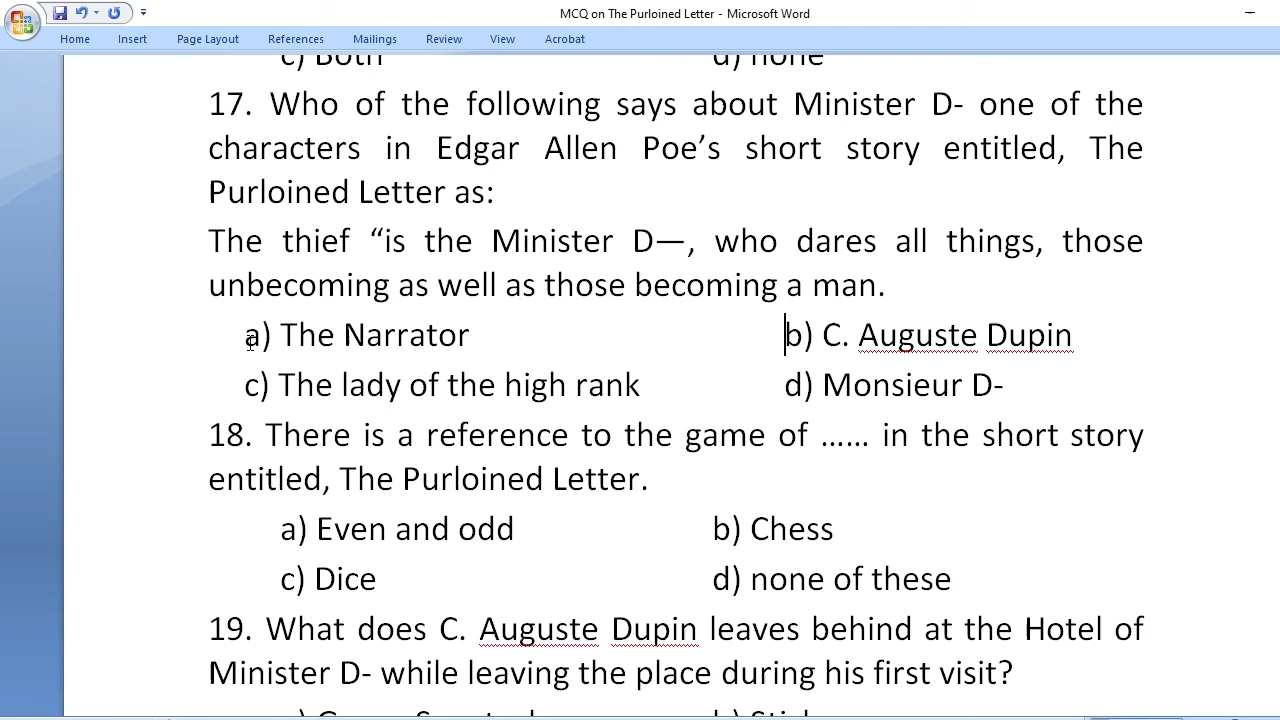 MCQ on The Purloined Letter - Microsoft Word
Home Insert Page Layout References Mailings Review View Acrobat
c) Both d) none
17. Who of the following says about Minister D- one of the
characters in Edgar Allen Poe’s short story entitled, The
Purloined Letter as:
The thief “is the Minister D—, who dares all things, those
unbecoming as well as those becoming a man.
a) The Narrator b) C. Auguste Dupin
c) The lady of the high rank d) Monsieur D-
18. There is a reference to the game of …… in the short story
entitled, The Purloined Letter.
a) Even and odd b) Chess
c) Dice d) none of these
19. What does C. Auguste Dupin leaves behind at the Hotel of
Minister D- while leaving the place during his first visit?